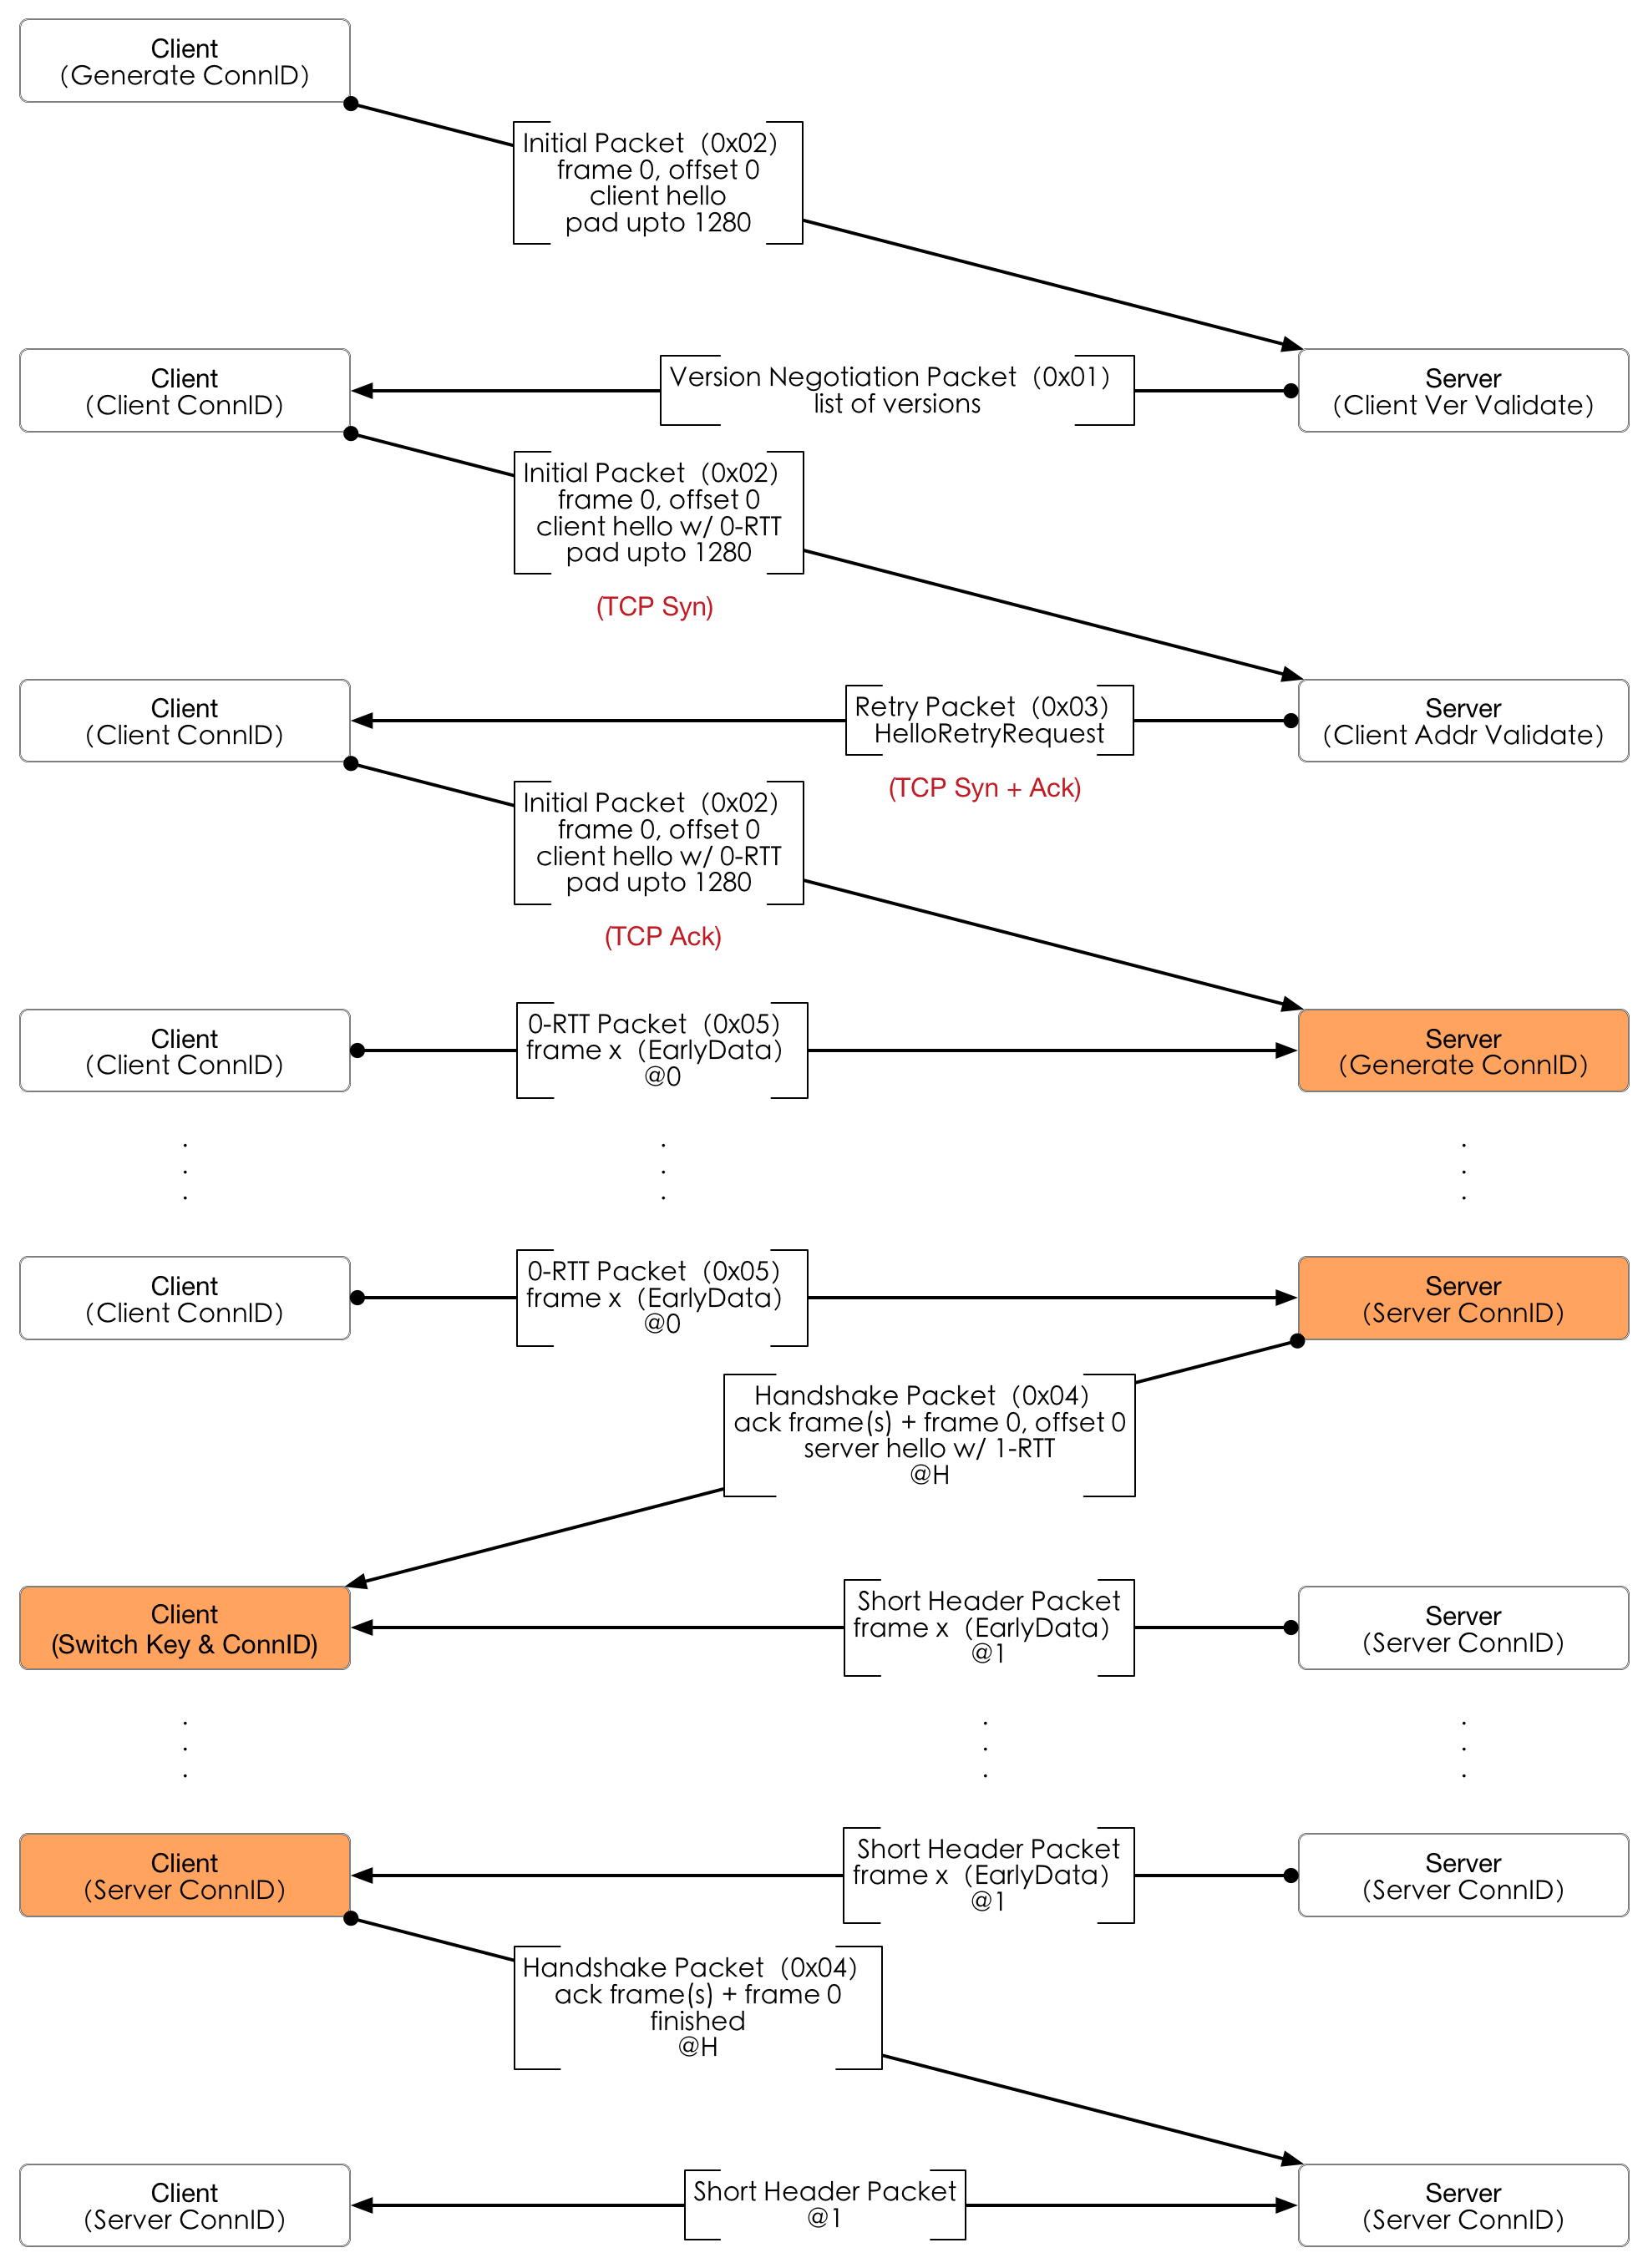 Client
(Generate ConnID)
Initial Packet (0x02)
frame 0, offset 0
client hello
pad upto 1280
Client
(Client ConnID)
Version Negotiation Packet (0x01)
list of versions
Server
(Client Ver Validate)
Initial Packet (0x02)
frame 0, offset 0
client hello w/ 0-RTT
pad upto 1280
(TCP Syn)
Client
(Client ConnID)
Retry Packet (0x03)
HelloRetryRequest
Server
(Client Addr Validate)
(TCP Syn + Ack)
Initial Packet (0x02)
frame 0, offset 0
client hello w/ 0-RTT
pad upto 1280
(TCP Ack)
Client
(Client ConnID)
0-RTT Packet (0x05)
frame x (EarlyData)
@0
Server
(Generate ConnID)
.
.
.
.
.
.
.
.
.
Client
(Client ConnID)
0-RTT Packet (0x05)
frame x (EarlyData)
@0
Server
(Server ConnID)
Handshake Packet (0x04)
ack frame(s) + frame 0, offset 0
server hello w/ 1-RTT
@H
Client
(Switch Key & ConnID)
Short Header Packet
frame x (EarlyData)
@1
Server
(Server ConnID)
.
.
.
.
.
.
.
.
.
Client
(Server ConnID)
Short Header Packet
frame x (EarlyData)
@1
Server
(Server ConnID)
Handshake Packet (0x04)
ack frame(s) + frame 0
finished
@H
Client
(Server ConnID)
Short Header Packet
@1
Server
(Server ConnID)